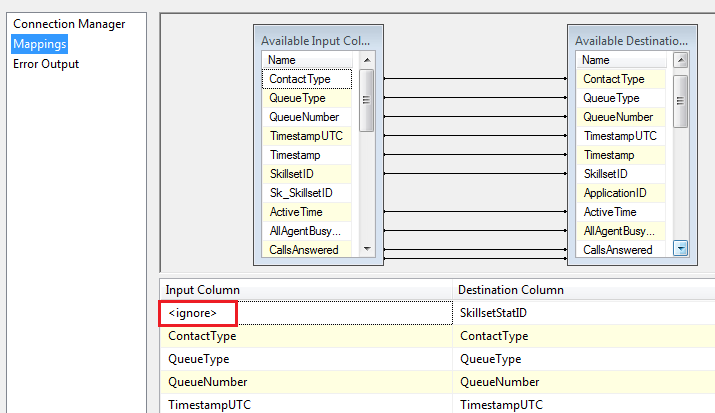 Connection Manager
Mappings
Error Output
Available Input Col...
Name
ContactType
QueueType
QueueNumber
TimestampUTC
Timestamp
SkillsetID
Sk_SkillsetID
ActiveTime
AllAgentBusy...
CallsAnswered
Available Destinatio...
Name
ContactType
QueueType
QueueNumber
TimestampUTC
Timestamp
SkillsetID
ApplicationID
ActiveTime
AllAgentBusy...
CallsAnswered
Input Column Destination Column
<ignore> SkillsetStatID
ContactType ContactType
QueueType QueueType
QueueNumber QueueNumber
TimestampUTC TimestampUTC